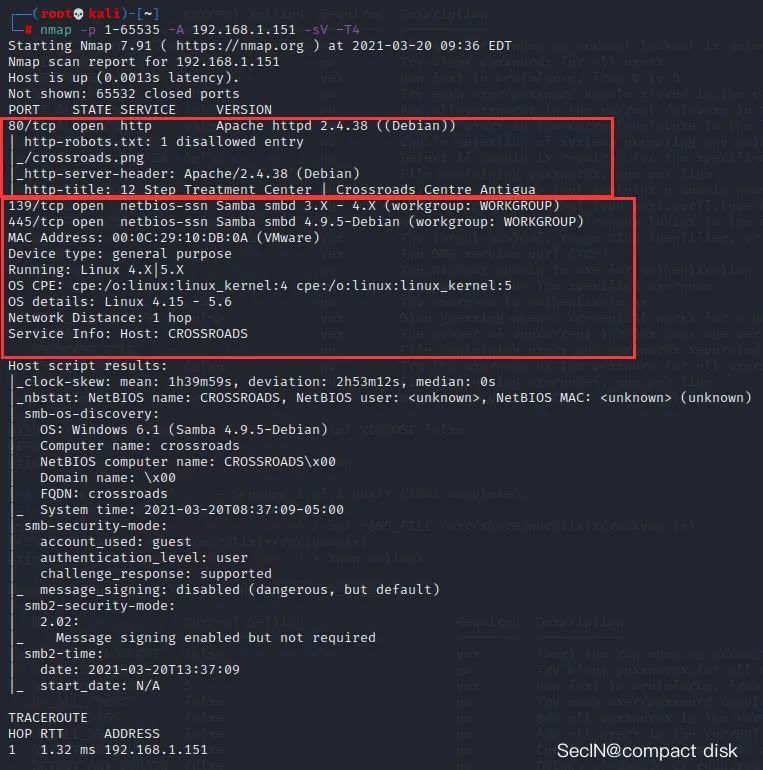 (root💀kali)-[~]
# nmap -p 1-65535 -A 192.168.1.151 -sV -T4
Starting Nmap 7.91 ( https://nmap.org ) at 2021-03-20 09:36 EDT
Nmap scan report for 192.168.1.151
Host is up (0.0013s latency).
Not shown: 65532 closed ports
PORT    STATE SERVICE     VERSION
80/tcp  open  http        Apache httpd 2.4.38 ((Debian))
| http-robots.txt: 1 disallowed entry
|_/crossroads.png
|_http-server-header: Apache/2.4.38 (Debian)
| http-title: 12 Step Treatment Center | Crossroads Centre Antigua
139/tcp open  netbios-ssn Samba smbd 3.X - 4.X (workgroup: WORKGROUP)
445/tcp open  netbios-ssn Samba smbd 4.9.5-Debian (workgroup: WORKGROUP)
MAC Address: 00:0C:29:10:DB:0A (VMware)
Device type: general purpose
Running: Linux 4.X|5.X
OS CPE: cpe:/o:linux:linux_kernel:4 cpe:/o:linux:linux_kernel:5
OS details: Linux 4.15 - 5.6
Network Distance: 1 hop
Service Info: Host: CROSSROADS
Host script results:
|_clock-skew: mean: 1h39m59s, deviation: 2h53m12s, median: 0s
|_nbstat: NetBIOS name: CROSSROADS, NetBIOS user: <unknown>, NetBIOS MAC: <unknown> (unknown)
| smb-os-discovery:
|   OS: Windows 6.1 (Samba 4.9.5-Debian)
|   Computer name: crossroads
|   NetBIOS computer name: CROSSROADS\x00
|   Domain name: \x00
|   FQDN: crossroads
|_  System time: 2021-03-20T08:37:09-05:00
| smb-security-mode:
|   account_used: guest
|   authentication_level: user
|   challenge_response: supported
|_  message_signing: disabled (dangerous, but default)
| smb2-security-mode:
|   2.02:
|_    Message signing enabled but not required
| smb2-time:
|   date: 2021-03-20T13:37:09
|_  start_date: N/A
TRACEROUTE
HOP RTT     ADDRESS
1   1.32 ms 192.168.1.151
SecIN@compact disk